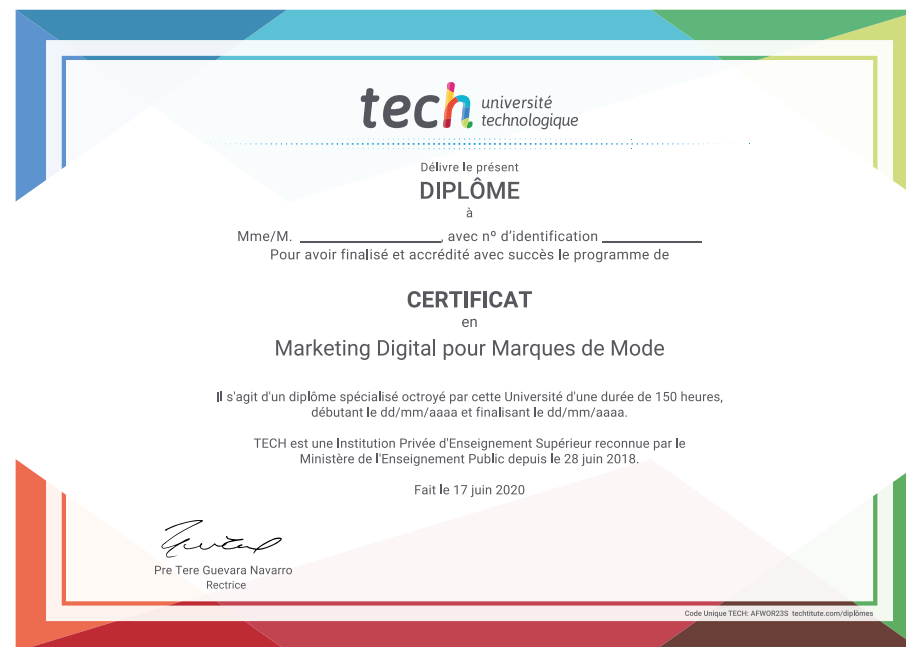 tech université
technologique
Délivre le présent
DIPLÔME
à
Mme/M. ____________________, avec nº d'identification ______________
Pour avoir finalisé et accrédité avec succès le programme de
CERTIFICAT
en
Marketing Digital pour Marques de Mode
Il s'agit d'un diplôme spécialisé octroyé par cette Université d'une durée de 150 heures,
débutant le dd/mm/aaaa et finalisant le dd/mm/aaaa.
TECH est une Institution Privée d'Enseignement Supérieur reconnue par le
Ministère de l'Enseignement Public depuis le 28 juin 2018.
Fait le 17 juin 2020
Pre Tere Guevara Navarro
Rectrice
Code Unique TECH: AFWOR23S techtitute.com/diplômes